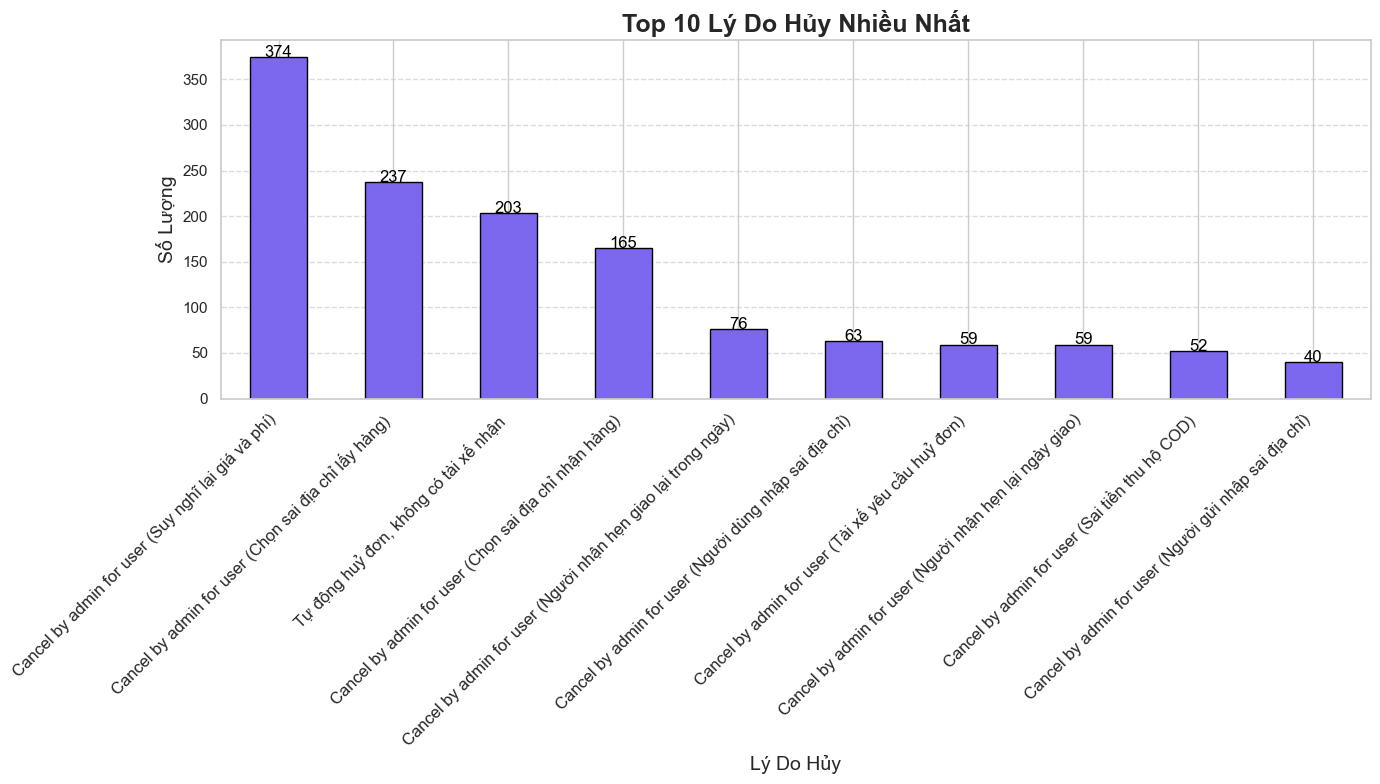 Top 10 Lý Do Hủy Nhiều Nhất
Số Lượng
350
300
250
200
150
100
50
0
374
237
203
165
76
63
59
59
52
40
Cancel by admin for user (Suy nghĩ lại giá và phí)
Cancel by admin for user (Chọn sai địa chỉ lấy hàng)
Tự động huỷ đơn, không có tài xế nhận
Cancel by admin for user (Chọn sai địa chỉ nhận hàng)
Cancel by admin for user (Người nhận hẹn giao lại trong ngày)
Cancel by admin for user (Người dùng nhập sai địa chỉ)
Cancel by admin for user (Tài xế yêu cầu huỷ đơn)
Cancel by admin for user (Người nhận hẹn lại ngày giao)
Cancel by admin for user (Sai tiền thu hộ COD)
Cancel by admin for user (Người gửi nhập sai địa chỉ)
Lý Do Hủy